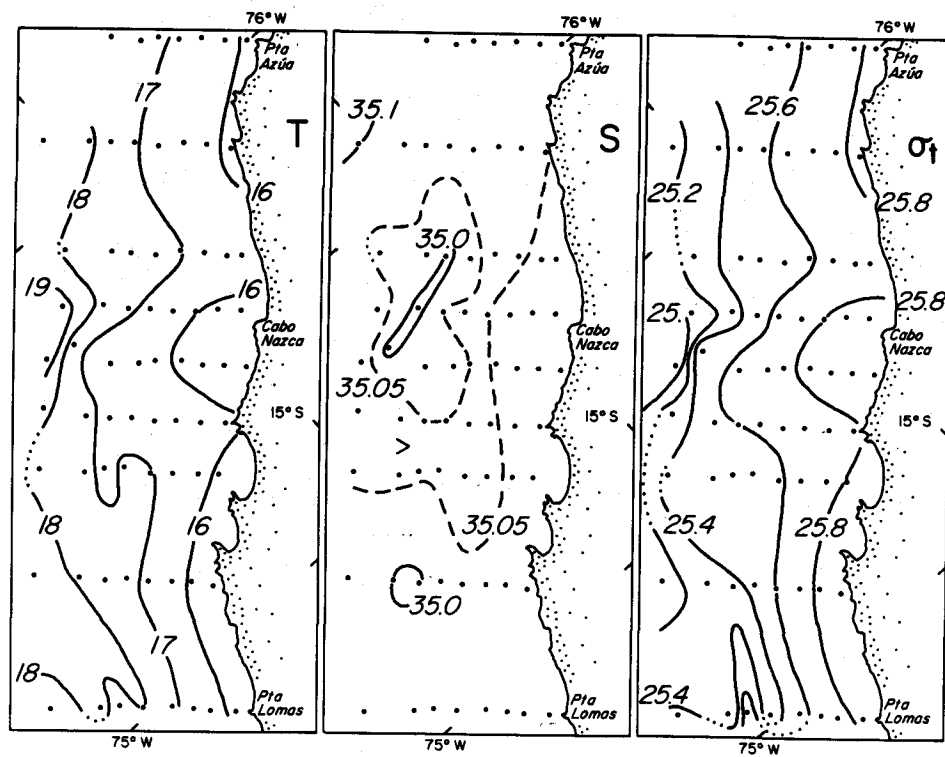 76° W
Pta
Azúa
17
T
18
16
19
16
Cabo
Nazca
15° S
18
16
17
18
Pta
Lomas
75° W
76° W
Pta
Azúa
35.1
S
35.0
Cabo
Nazca
35.05
15° S
>
35.05
35.0
Pta
Lomas
75° W
76° W
Pta
Azúa
25.6
σt
25.2
25.8
25.
25.8
Cabo
Nazca
15° S
25.4
25.8
25.4
Pta
Lomas
75° W